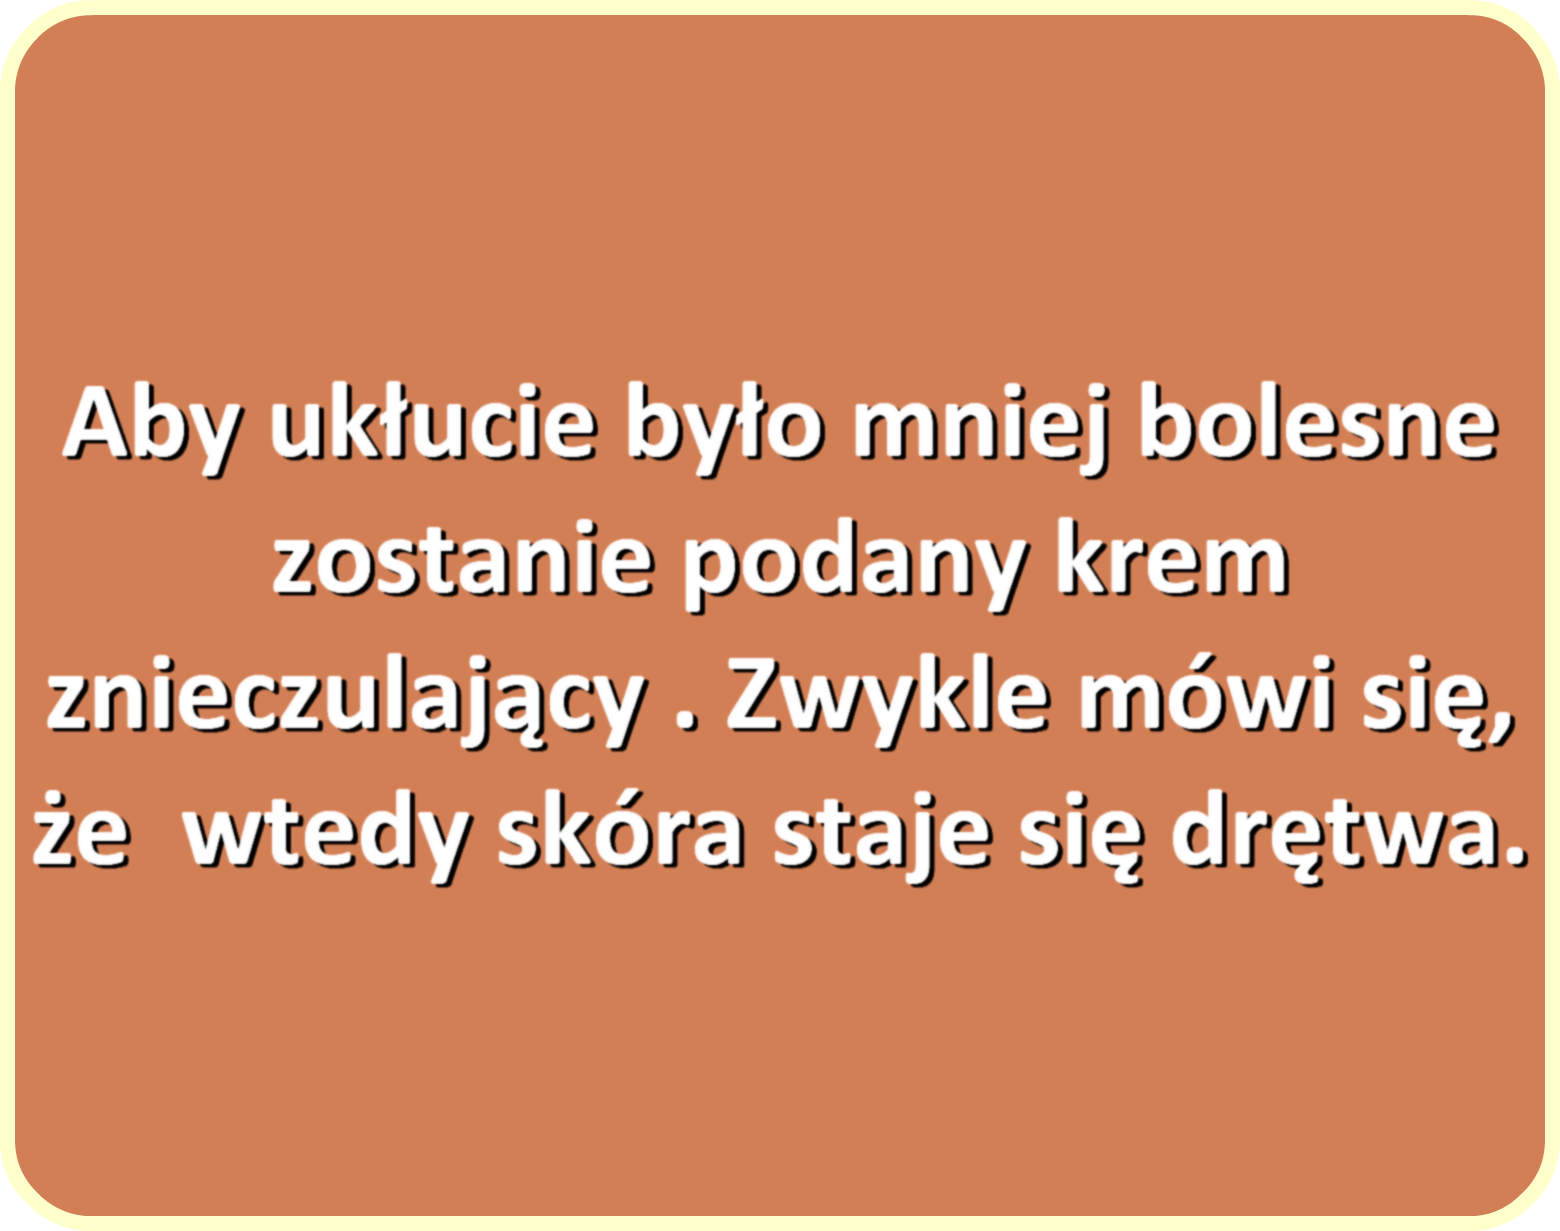 Aby ukłucie było mniej bolesne
zostanie podany krem
znieczulający . Zwykle mówi się,
że  wtedy skóra staje się drętwa.